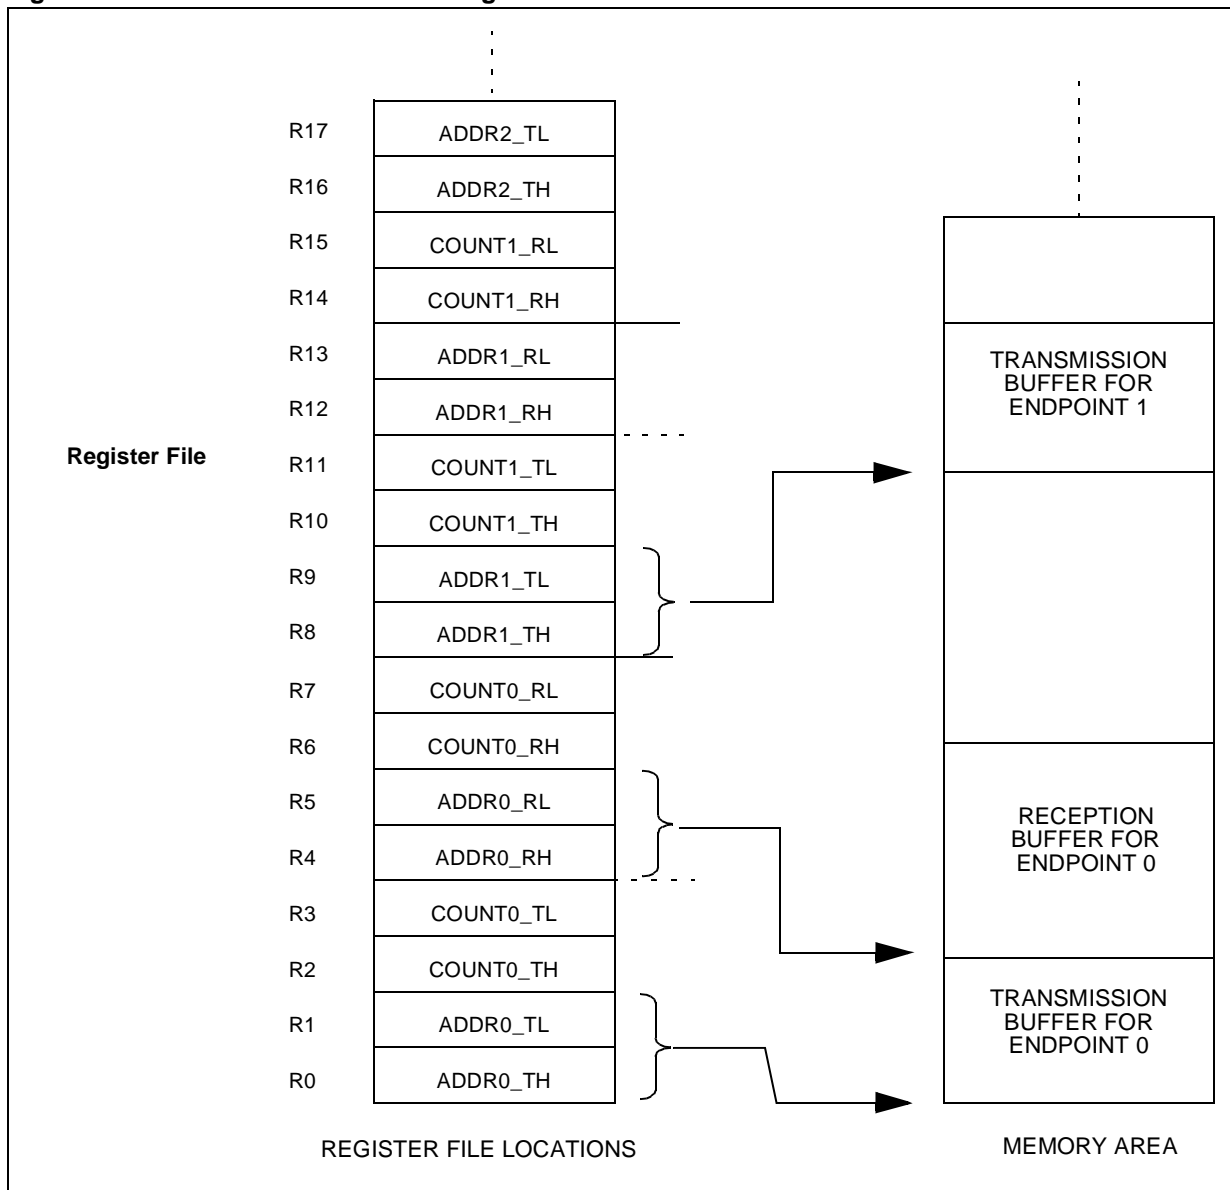 R17 ADDR2_TL
R16 ADDR2_TH
R15 COUNT1_RL
R14 COUNT1_RH
R13 ADDR1_RL
R12 ADDR1_RH
Register File
R11 COUNT1_TL
R10 COUNT1_TH
R9 ADDR1_TL
R8 ADDR1_TH
R7 COUNT0_RL
R6 COUNT0_RH
R5 ADDR0_RL
R4 ADDR0_RH
R3 COUNT0_TL
R2 COUNT0_TH
R1 ADDR0_TL
R0 ADDR0_TH
REGISTER FILE LOCATIONS
TRANSMISSION
BUFFER FOR
ENDPOINT 1
RECEPTION
BUFFER FOR
ENDPOINT 0
TRANSMISSION
BUFFER FOR
ENDPOINT 0
MEMORY AREA